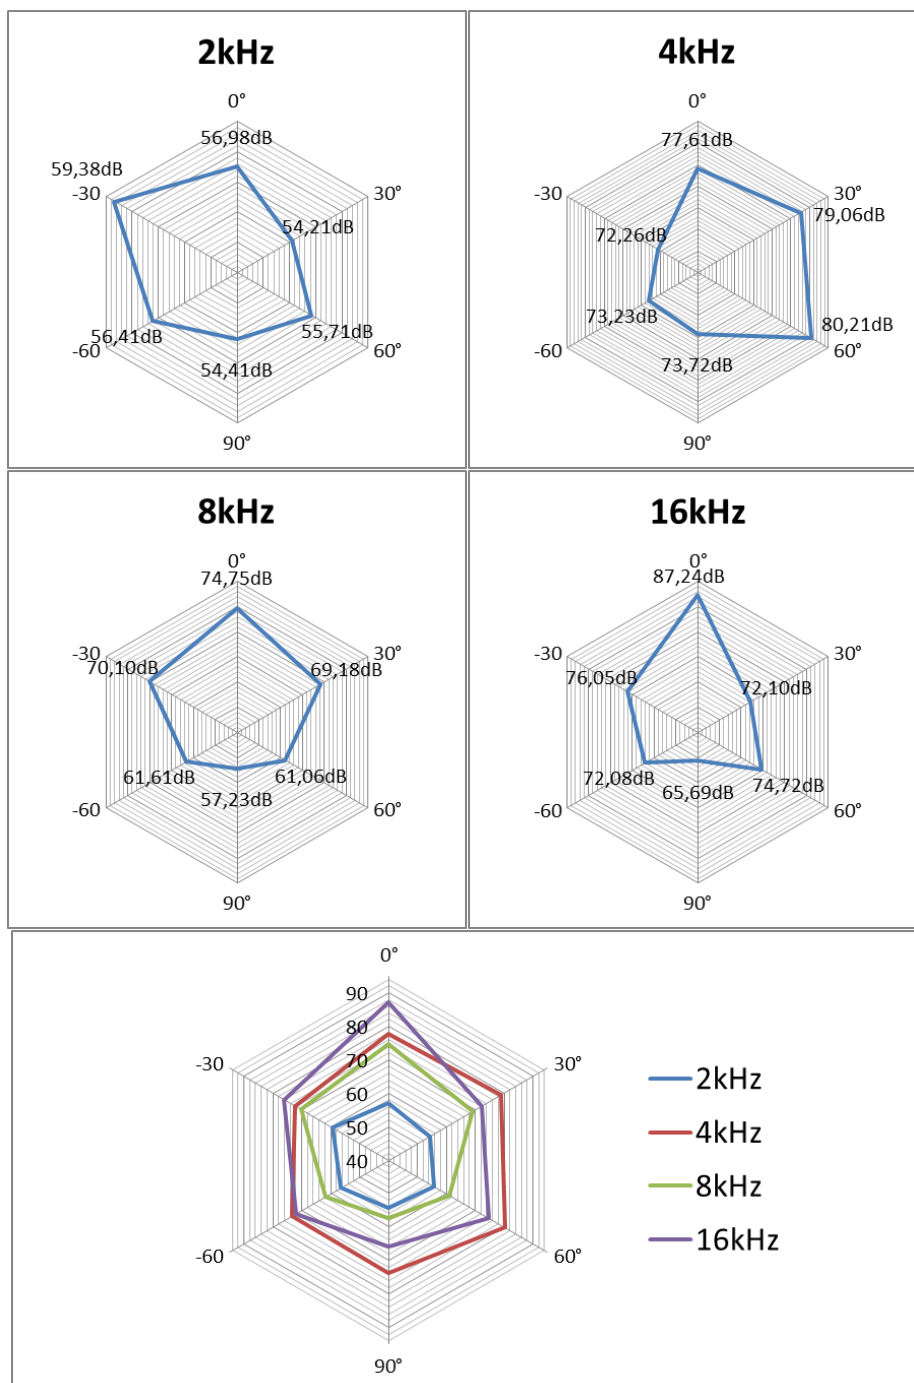 2kHz
0°
56,98dB
59,38dB
-30
30°
54,21dB
56,41dB
55,71dB
-60
60°
54,41dB
90°
4kHz
0°
77,61dB
-30
30°
79,06dB
72,26dB
73,23dB
80,21dB
-60
60°
73,72dB
90°
8kHz
0°
74,75dB
-30
30°
70,10dB
69,18dB
61,61dB
61,06dB
57,23dB
-60
60°
90°
16kHz
0°
87,24dB
-30
30°
76,05dB
72,10dB
72,08dB
74,72dB
65,69dB
-60
60°
90°
0°
90
80
70
60
50
40
-30
30°
-60
60°
90°
2kHz
4kHz
8kHz
16kHz